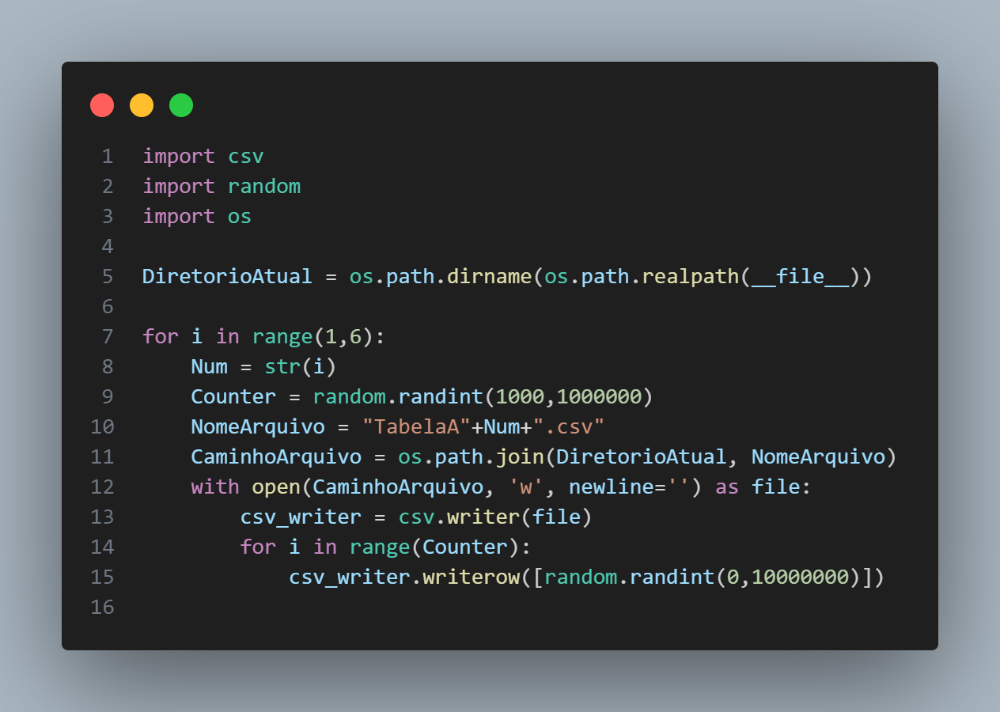 1 import csv
2 import random
3 import os
4
5 DiretorioAtual = os.path.dirname(os.path.realpath(__file__))
6
7 for i in range(1,6):
8     Num = str(i)
9     Counter = random.randint(1000,1000000)
10     NomeArquivo = "TabelaA"+Num+".csv"
11     CaminhoArquivo = os.path.join(DiretorioAtual, NomeArquivo)
12     with open(CaminhoArquivo, 'w', newline='') as file:
13         csv_writer = csv.writer(file)
14         for i in range(Counter):
15             csv_writer.writerow([random.randint(0,10000000)])
16